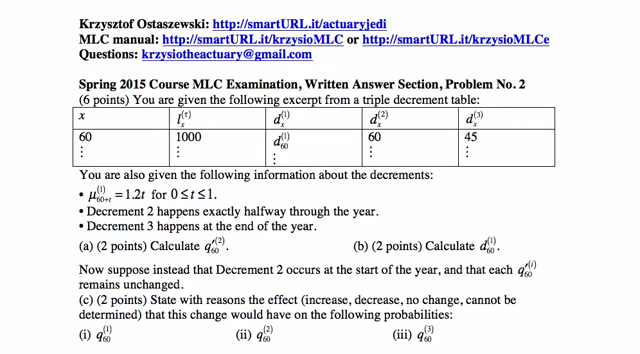 Krzysztof Ostaszewski: http://smartURL.it/actuaryjedi
MLC manual: http://smartURL.it/krzysioMLC or http://smartURL.it/krzysioMLCe
Questions: krzysiotheactuary@gmail.com
Spring 2015 Course MLC Examination, Written Answer Section, Problem No. 2
(6 points) You are given the following excerpt from a triple decrement table:
x l_x^(τ) d_x^(1) d_x^(2) d_x^(3)
60 1000 d_60^(1) 60 45
⋮ ⋮ ⋮ ⋮ ⋮
You are also given the following information about the decrements:
• μ_60+t^(1) = 1.2t for 0 ≤ t ≤ 1.
• Decrement 2 happens exactly halfway through the year.
• Decrement 3 happens at the end of the year.
(a) (2 points) Calculate q′_60^(2). (b) (2 points) Calculate d_60^(1).
Now suppose instead that Decrement 2 occurs at the start of the year, and that each q′_60^(i)
remains unchanged.
(c) (2 points) State with reasons the effect (increase, decrease, no change, cannot be
determined) that this change would have on the following probabilities:
(i) q_60^(1) (ii) q_60^(2) (iii) q_60^(3)